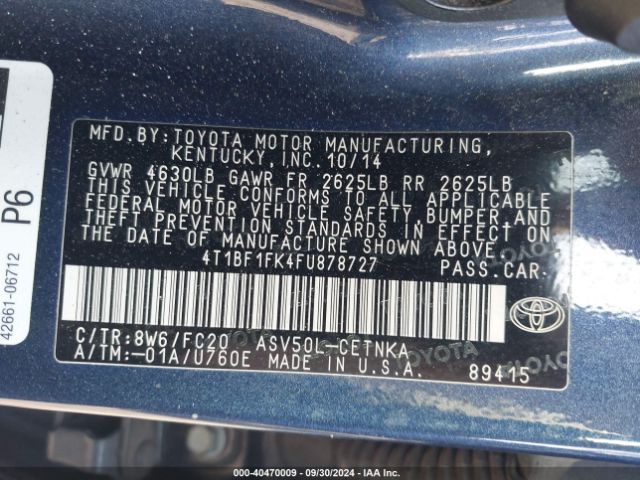 MFD.BY: TOYOTA MOTOR MANUFACTURING,
KENTUCKY, INC. 10/14
GVWR 4630LB GAWR FR 2625LB RR 2625LB
THIS VEHICLE CONFORMS TO ALL APPLICABLE
FEDERAL MOTOR VEHICLE SAFETY, BUMPER, AND
THEFT PREVENTION STANDARDS IN EFFECT ON
THE DATE OF MANUFACTURE SHOWN ABOVE.
4T1BF1FK4FU878727 PASS.CAR
C/TR:8W6/FC20 ASV50L-CETNKA
A/TM:-01A/U760E MADE IN U.S.A.
89415
TOYOTA
P6
42661-06712
000-40470009 - 09/30/2024 - IAA Inc.